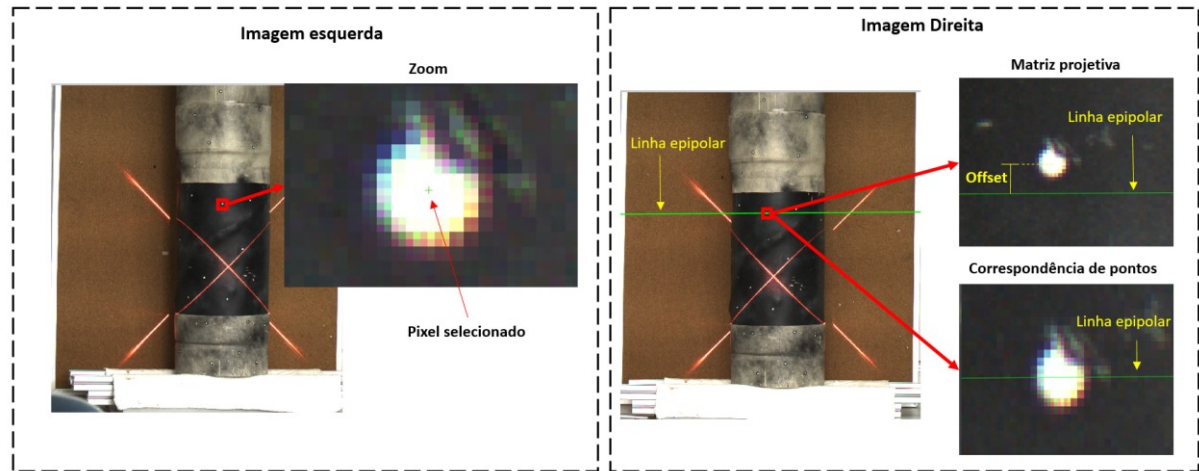 Imagem esquerda
Zoom
Pixel selecionado
Imagem Direita
Linha epipolar
Matriz projetiva
Linha epipolar
Offset
Correspondência de pontos
Linha epipolar